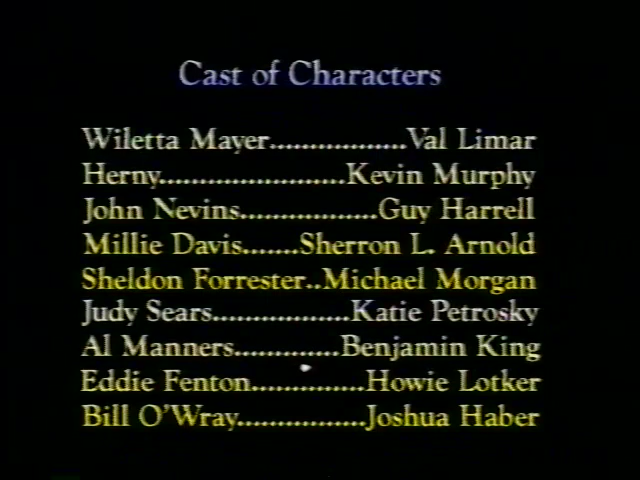 Cast of Characters
Wiletta Mayer.................Val Limar
Herny.......................Kevin Murphy
John Nevins.................Guy Harrell
Millie Davis.......Sherron L. Arnold
Sheldon Forrester..Michael Morgan
Judy Sears.................Katie Petrosky
Al Manners.............Benjamin King
Eddie Fenton..............Howie Lotker
Bill O'Wray................Joshua Haber